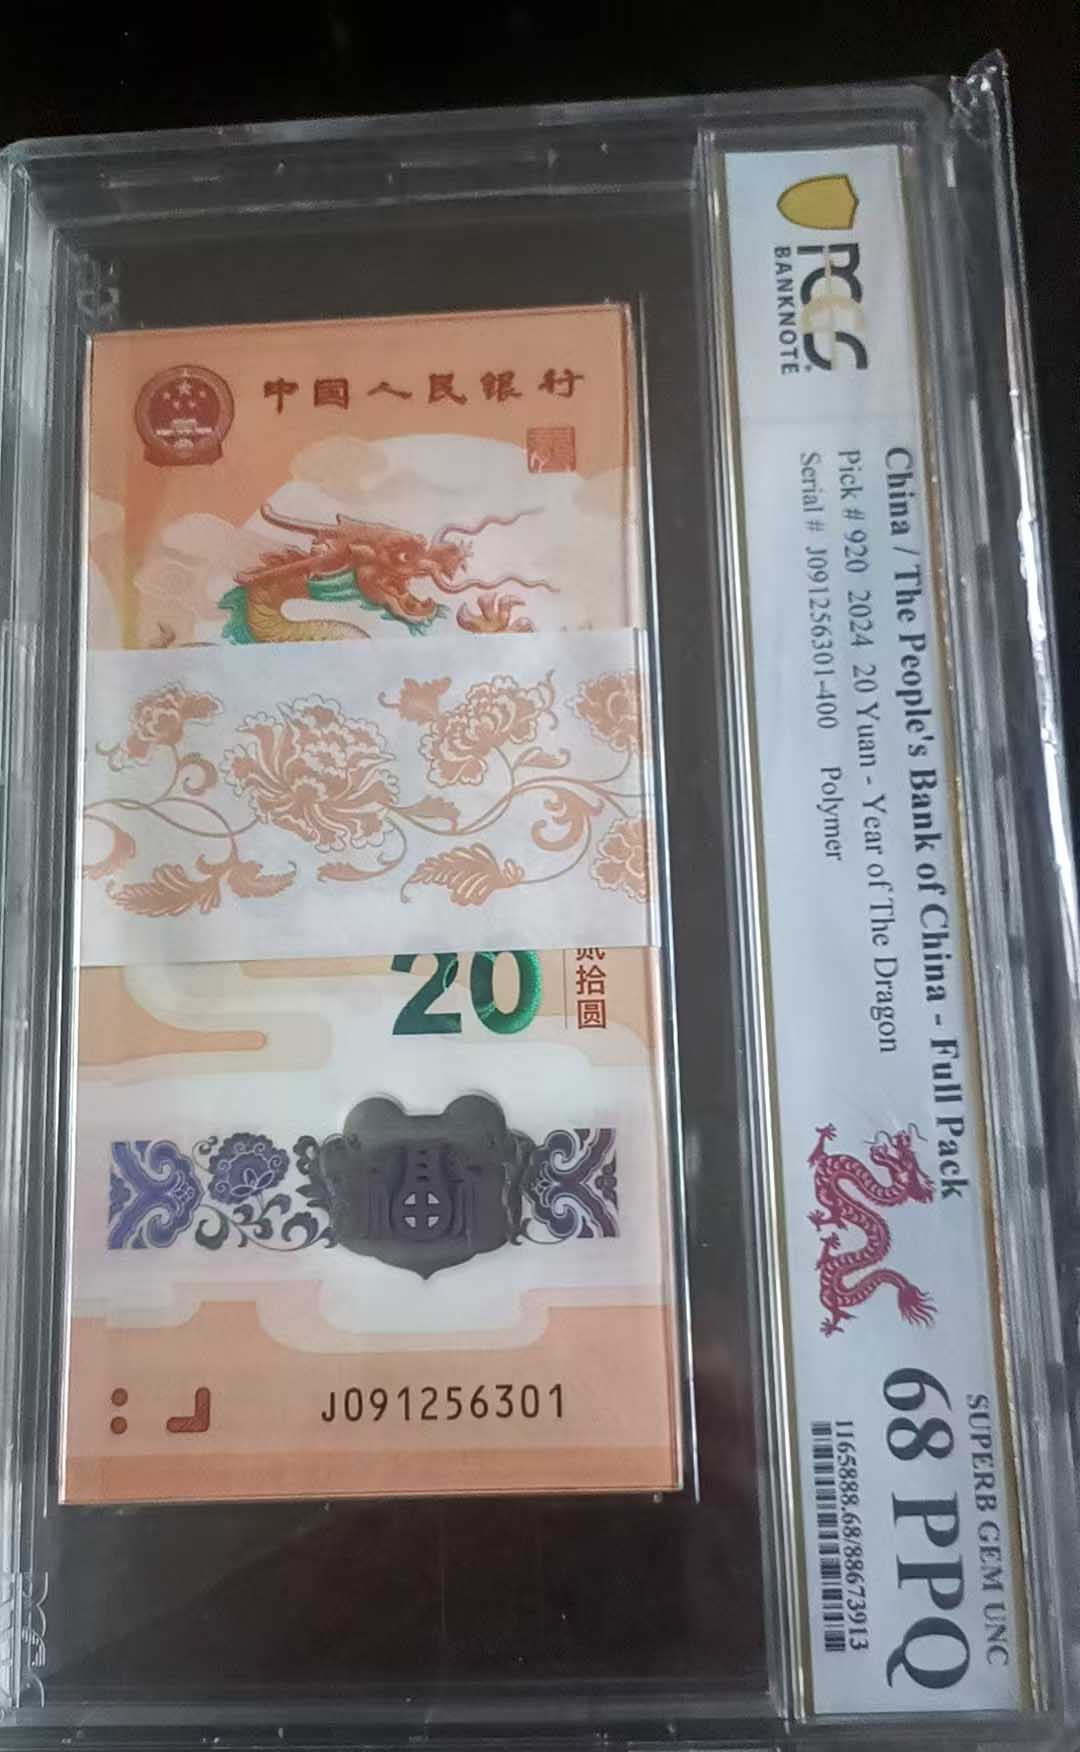 中国人民银行
20
贰拾圆
J091256301
PCGS
BANKNOTE
China / The People's Bank of China - Full Pack
Pick # 920 2024 20 Yuan - Year of The Dragon
Serial # J091256301-400 Polymer
SUPERB GEM UNC
68 PPQ
1165888.68/88673913